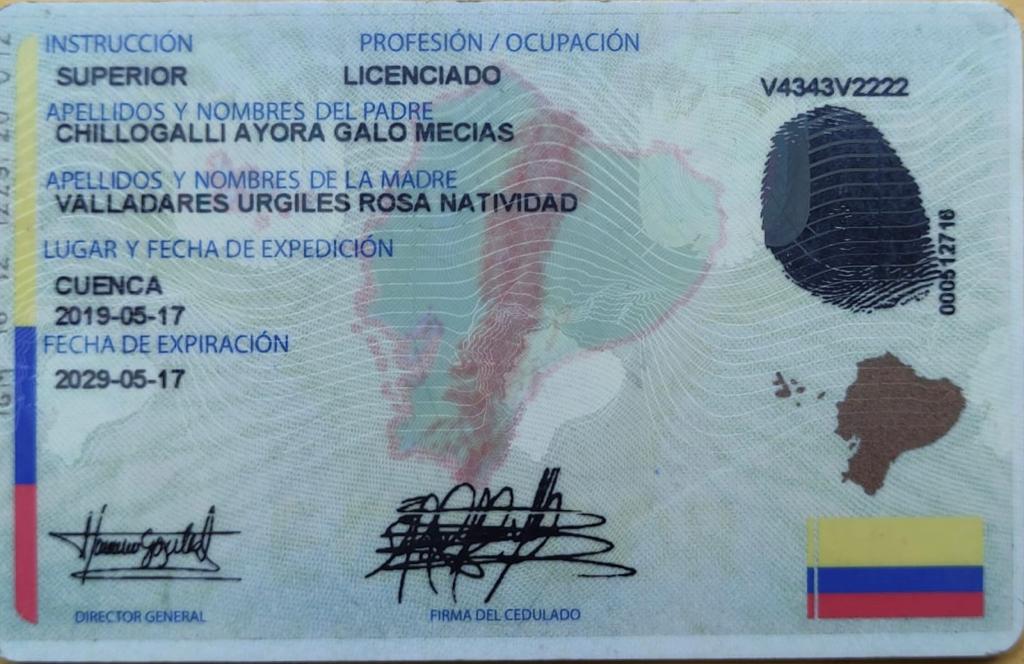 INSTRUCCIÓN PROFESIÓN / OCUPACIÓN
SUPERIOR LICENCIADO
V4343V2222
APELLIDOS Y NOMBRES DEL PADRE
CHILLOGALLI AYORA GALO MECIAS
APELLIDOS Y NOMBRES DE LA MADRE
VALLADARES URGILES ROSA NATIVIDAD
LUGAR Y FECHA DE EXPEDICIÓN
CUENCA
2019-05-17
FECHA DE EXPIRACIÓN
2029-05-17
000512716
DIRECTOR GENERAL
FIRMA DEL CEDULADO